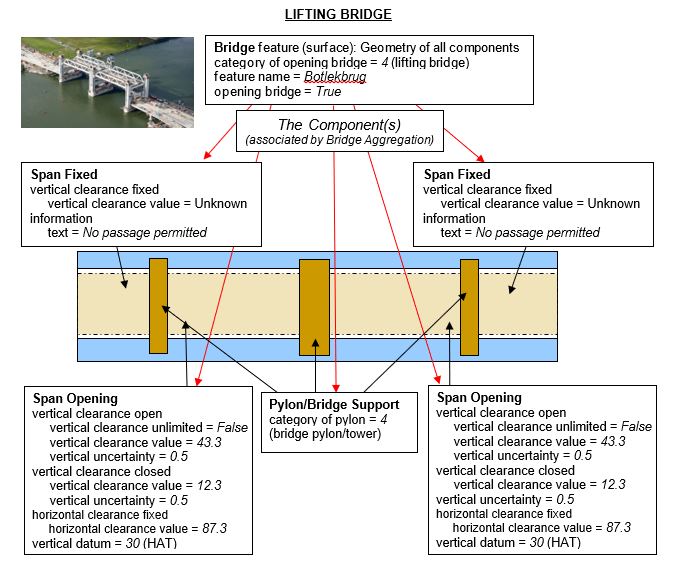 LIFTING BRIDGE
Bridge feature (surface): Geometry of all components
category of opening bridge = 4 (lifting bridge)
feature name = Botlekbrug
opening bridge = True
The Component(s)
(associated by Bridge Aggregation)
Span Fixed
vertical clearance fixed
vertical clearance value = Unknown
information
text = No passage permitted
Span Fixed
vertical clearance fixed
vertical clearance value = Unknown
information
text = No passage permitted
Span Opening
vertical clearance open
vertical clearance unlimited = False
vertical clearance value = 43.3
vertical uncertainty = 0.5
vertical clearance closed
vertical clearance value = 12.3
vertical uncertainty = 0.5
horizontal clearance fixed
horizontal clearance value = 87.3
vertical datum = 30 (HAT)
Pylon/Bridge Support
category of pylon = 4
(bridge pylon/tower)
Span Opening
vertical clearance open
vertical clearance unlimited = False
vertical clearance value = 43.3
vertical uncertainty = 0.5
vertical clearance closed
vertical clearance value = 12.3
vertical uncertainty = 0.5
horizontal clearance fixed
horizontal clearance value = 87.3
vertical datum = 30 (HAT)